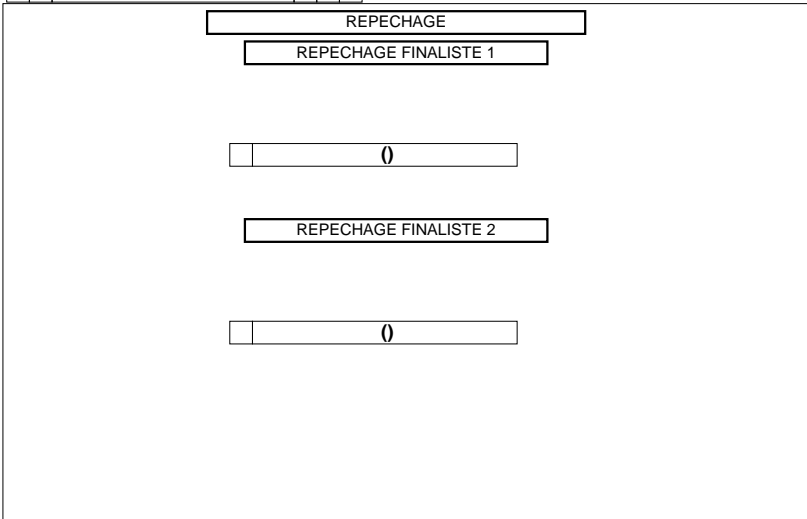 REPECHAGE
REPECHAGE FINALISTE 1
()
REPECHAGE FINALISTE 2
()